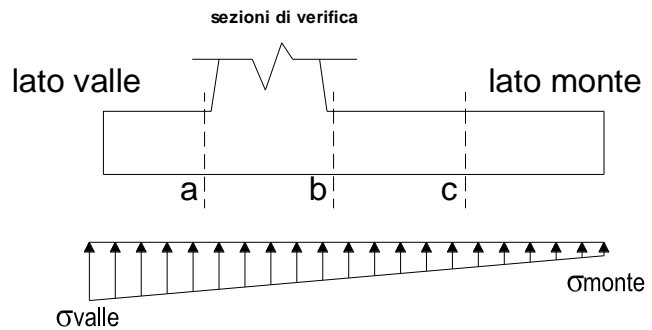 sezioni di verifica
lato valle
lato monte
a
b
c
σmonte
σvalle